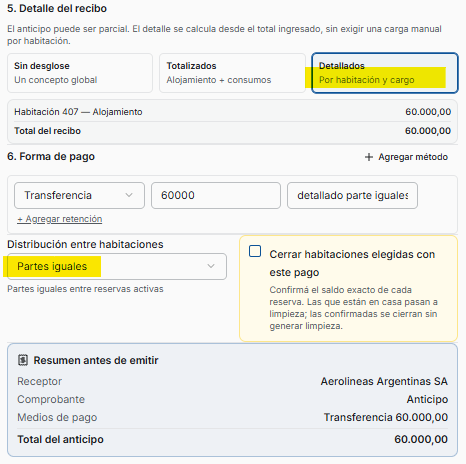 5. Detalle del recibo
El anticipo puede ser parcial. El detalle se calcula desde el total ingresado, sin exigir una carga manual
por habitación.
Sin desglose
Un concepto global
Totalizados
Alojamiento + consumos
Detallados
Por habitación y cargo
Habitación 407 — Alojamiento 60.000,00
Total del recibo 60.000,00
6. Forma de pago
+ Agregar método
Transferencia
60000
detallado parte iguales
+ Agregar retención
Distribución entre habitaciones
Partes iguales
Partes iguales entre reservas activas
Cerrar habitaciones elegidas con
este pago
Confirmá el saldo exacto de cada
reserva. Las que están en casa pasan a
limpieza; las confirmadas se cierran sin
generar limpieza.
Resumen antes de emitir
Receptor Aerolineas Argentinas SA
Comprobante Anticipo
Medios de pago Transferencia 60.000,00
Total del anticipo 60.000,00